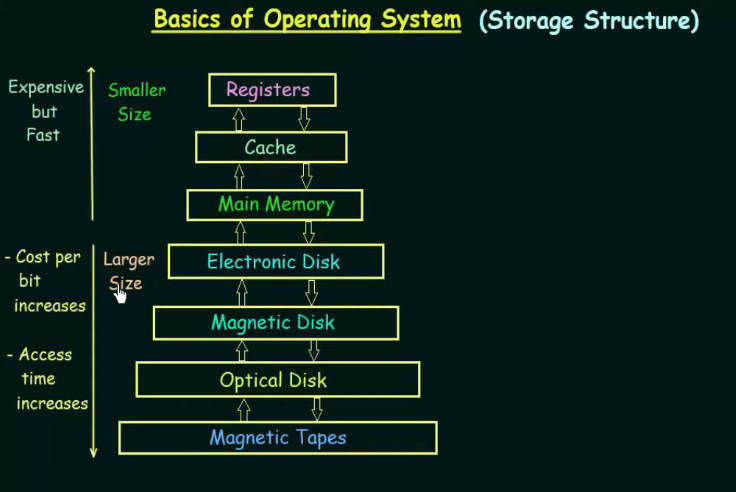 Basics of Operating System (Storage Structure)
Expensive
but
Fast
Smaller
Size
Registers
Cache
Main Memory
- Cost per
bit
increases
- Access
time
increases
Larger
Size
Electronic Disk
Magnetic Disk
Optical Disk
Magnetic Tapes